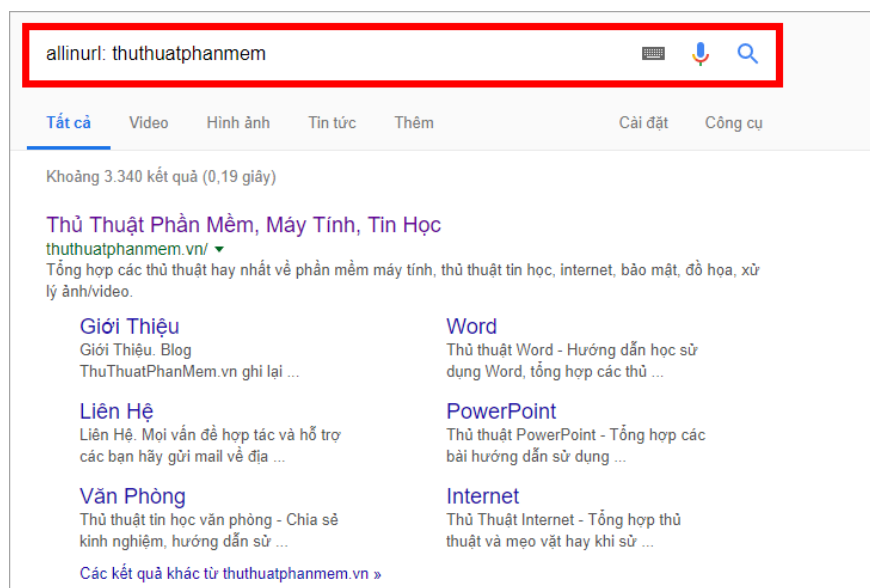 allinurl: thuthuatphanmem
Tất cả Video Hình ảnh Tin tức Thêm Cài đặt Công cụ
Khoảng 3.340 kết quả (0,19 giây)
Thủ Thuật Phần Mềm, Máy Tính, Tin Học
thuthuatphanmem.vn/
Tổng hợp các thủ thuật hay nhất về phần mềm máy tính, thủ thuật tin học, internet, bảo mật, đồ họa, xử
lý ảnh/video.
Giới Thiệu
Giới Thiệu. Blog
ThuThuatPhanMem.vn ghi lại ...
Word
Thủ thuật Word - Hướng dẫn học sử
dụng Word, tổng hợp các thủ ...
Liên Hệ
Liên Hệ. Mọi vấn đề hợp tác và hỗ trợ
các bạn hãy gửi mail về địa ...
PowerPoint
Thủ thuật PowerPoint - Tổng hợp các
bài hướng dẫn sử dụng ...
Văn Phòng
Thủ thuật tin học văn phòng - Chia sẻ
kinh nghiệm, hướng dẫn sử ...
Internet
Thủ Thuật Internet - Tổng hợp thủ
thuật và mẹo vặt hay khi sử ...
Các kết quả khác từ thuthuatphanmem.vn »